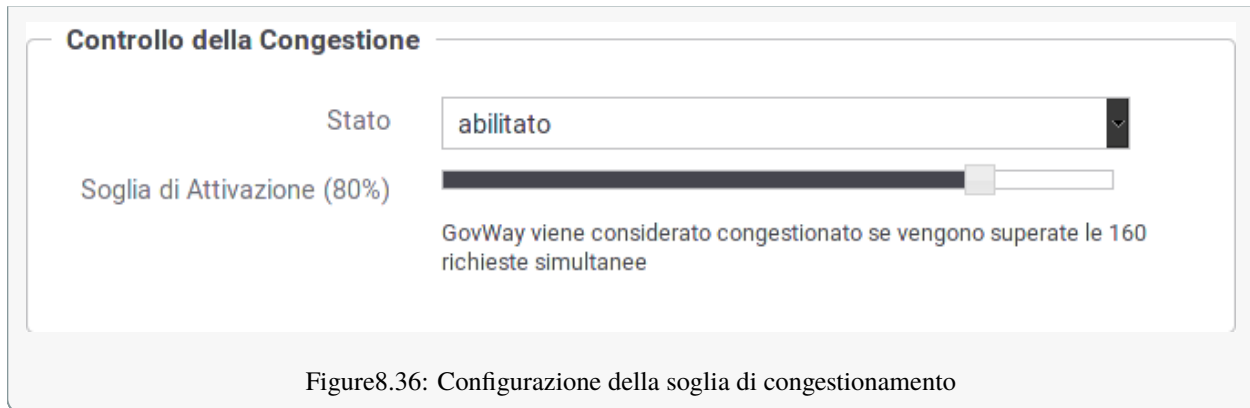 Controllo della Congestione
Stato
abilitato
Soglia di Attivazione (80%)
GovWay viene considerato congestionato se vengono superate le 160
richieste simultanee
Figure8.36: Configurazione della soglia di congestionamento